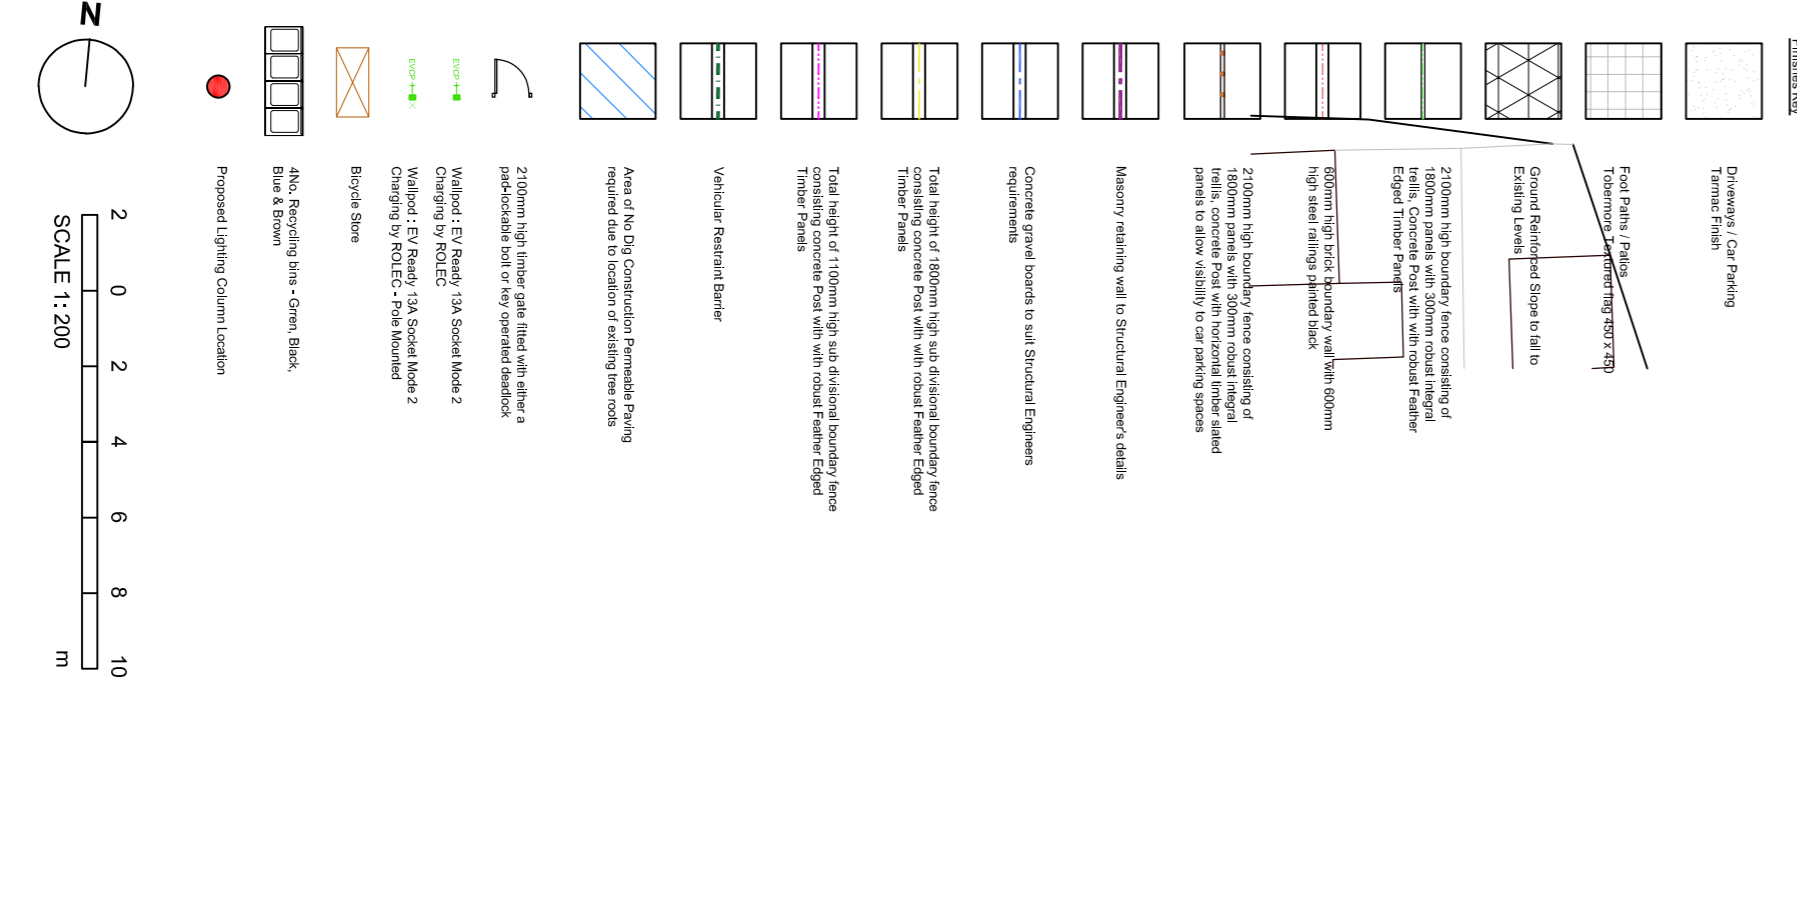 Finishes Key
Driveways / Car Parking
Tarmac Finish
Foot Paths / Patios
Tobermore Textured flag 450 x 450
Ground Reinforced Slope to fall to
Existing Levels
2100mm high boundary fence consisting of
1800mm panels with 300mm robust integral
trellis, Concrete Post with with robust Feather
Edged Timber Panels
600mm high brick boundary wall with 600mm
high steel railings painted black
2100mm high boundary fence consisting of
1800mm panels with 300mm robust integral
trellis, concrete Post with horizontal timber slated
panels to allow visibility to car parking spaces
Masonry retaining wall to Structural Engineer's details
Concrete gravel boards to suit Structural Engineers
requirements
Total height of 1800mm high sub divisional boundary fence
consisting concrete Post with with robust Feather Edged
Timber Panels
Total height of 1100mm high sub divisional boundary fence
consisting concrete Post with with robust Feather Edged
Timber Panels
Vehicular Restraint Barrier
Area of No Dig Construction Permeable Paving
required due to location of existing tree roots
2100mm high timber gate fitted with either a
pad-lockable bolt or key operated deadlock
EVCP
Wallpod : EV Ready 13A Socket Mode 2
Charging by ROLEC
EVCP
Wallpod : EV Ready 13A Socket Mode 2
Charging by ROLEC - Pole Mounted
Bicycle Store
4No. Recycling bins - Grren, Black,
Blue & Brown
Proposed Lighting Column Location
N
2 0 2 4 6 8 10
SCALE 1: 200 m